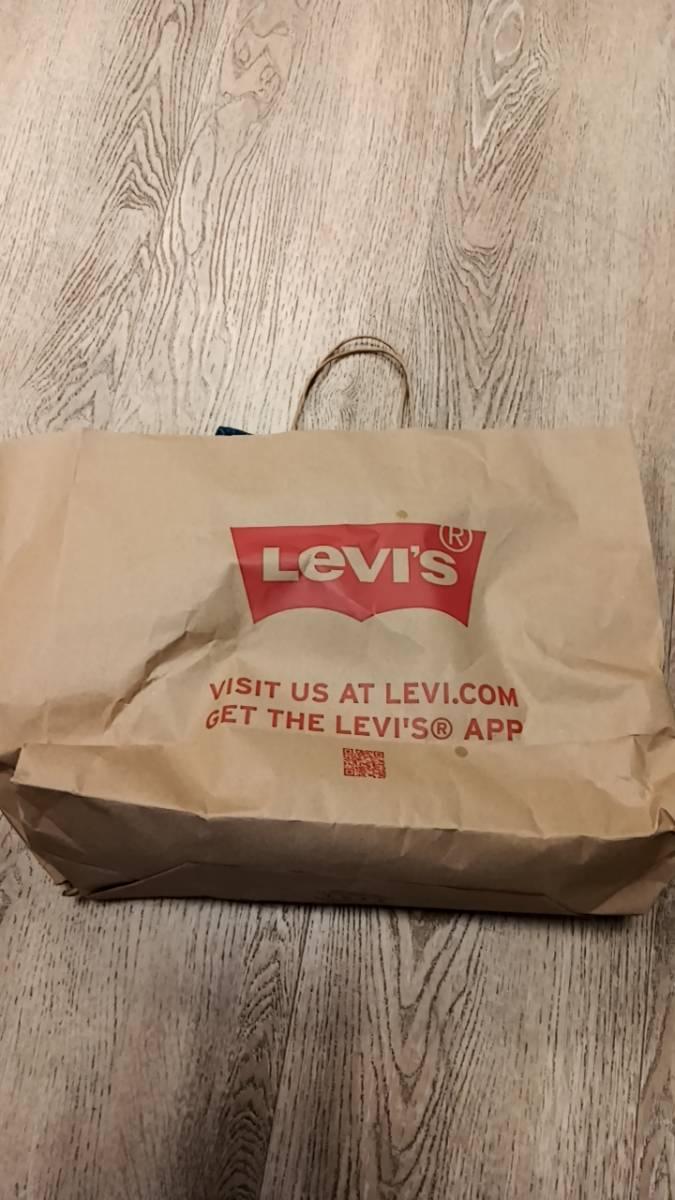 LEVI'S®
VISIT US AT LEVI.COM
GET THE LEVI'S® APP